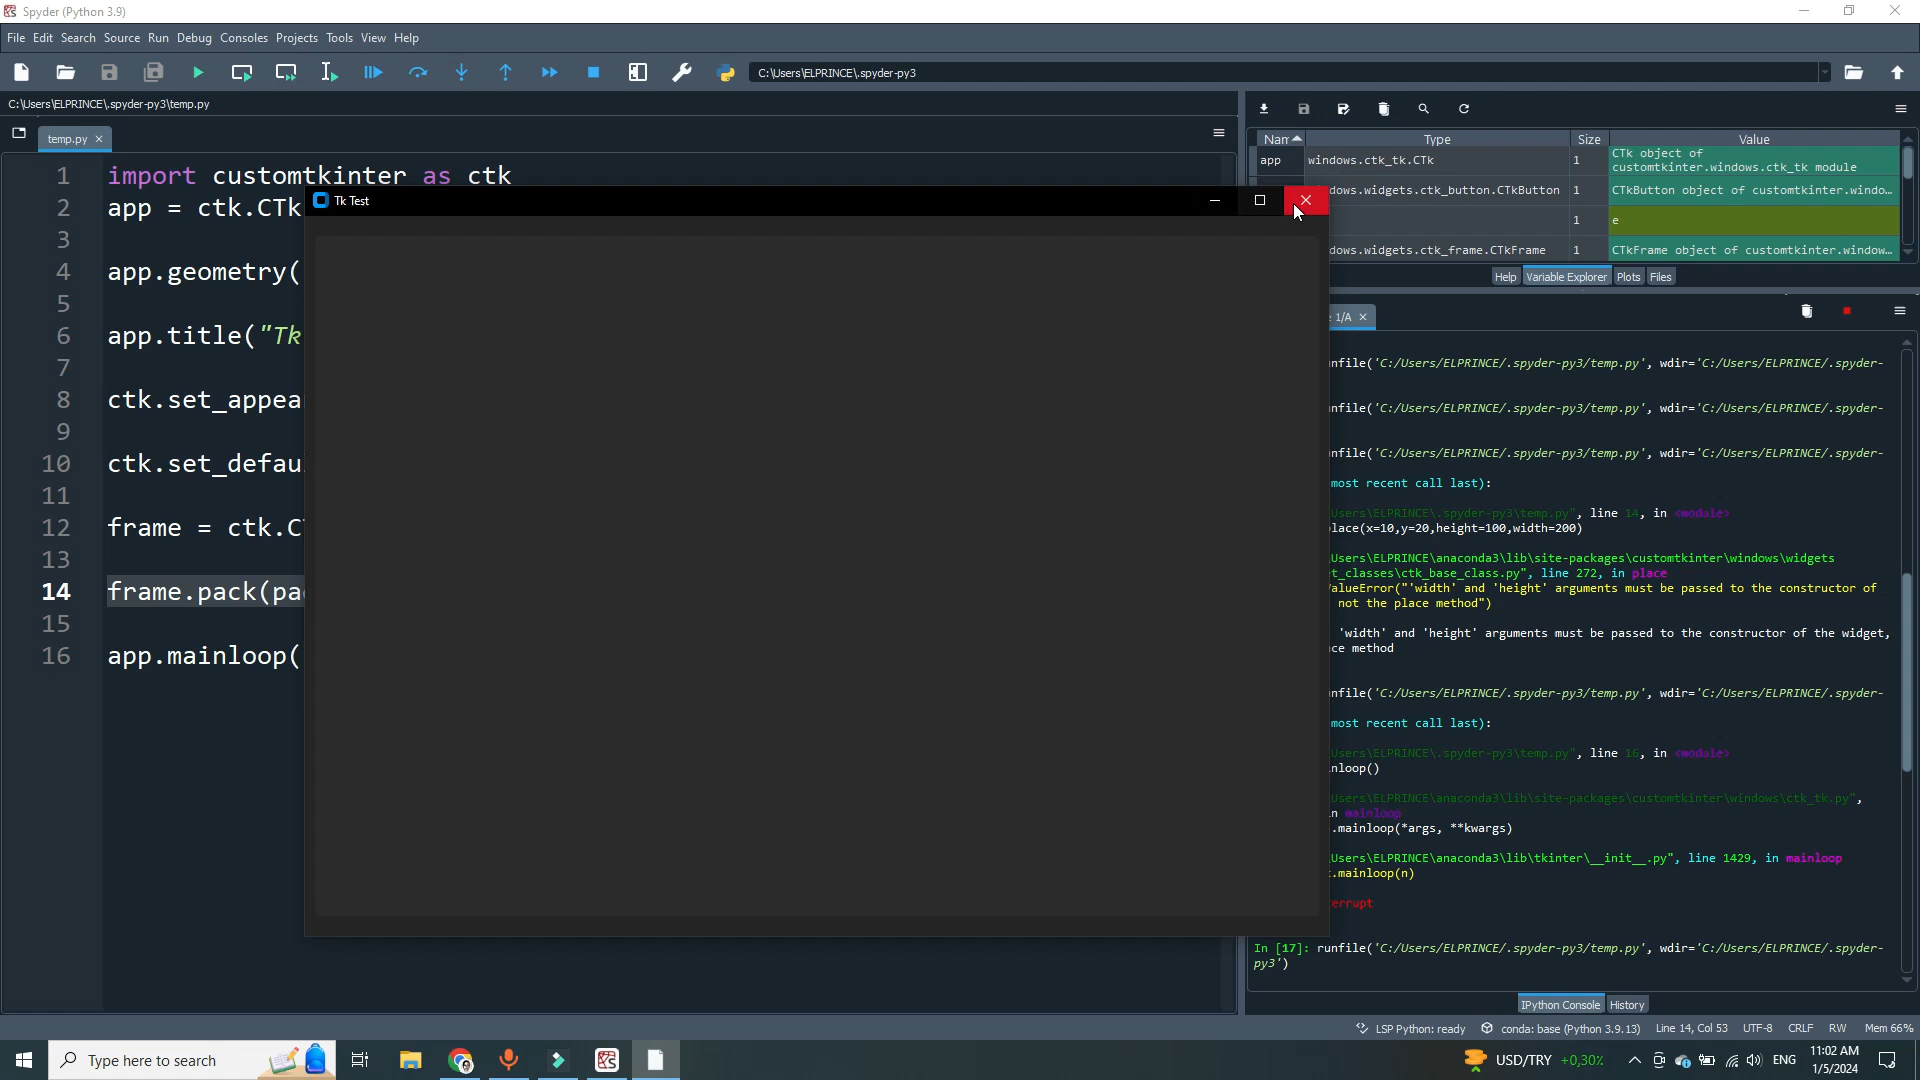 Spyder (Python 3.9)
File Edit Search Source Run Debug Consoles Projects Tools View Help
C:\Users\ELPRINCE\.spyder-py3
C:\Users\ELPRINCE\.spyder-py3\temp.py
temp.py
1 import customtkinter as ctk
2 app = ctk.CTk
3
4 app.geometry(
5
6 app.title("Tk
7
8 ctk.set_appea
9
10 ctk.set_defau
11
12 frame = ctk.C
13
14 frame.pack(pa
15
16 app.mainloop(
Tk Test
Nam Type Size Value
app windows.ctk_tk.CTk 1 CTk object of
customtkinter.windows.ctk_tk module
dows.widgets.ctk_button.CTkButton 1 CTkButton object of customtkinter.windo...
1 e
dows.widgets.ctk_frame.CTkFrame 1 CTkFrame object of customtkinter.window...
Help Variable Explorer Plots Files
1/A
nfile('C:/Users/ELPRINCE/.spyder-py3/temp.py', wdir='C:/Users/ELPRINCE/.spyder-
nfile('C:/Users/ELPRINCE/.spyder-py3/temp.py', wdir='C:/Users/ELPRINCE/.spyder-
nfile('C:/Users/ELPRINCE/.spyder-py3/temp.py', wdir='C:/Users/ELPRINCE/.spyder-
most recent call last):
Users\ELPRINCE\.spyder-py3\temp.py", line 14, in <module>
lace(x=10,y=20,height=100,width=200)
Users\ELPRINCE\anaconda3\lib\site-packages\customtkinter\windows\widgets
t_classes\ctk_base_class.py", line 272, in place
alueError("'width' and 'height' arguments must be passed to the constructor of
not the place method")
'width' and 'height' arguments must be passed to the constructor of the widget,
ce method
nfile('C:/Users/ELPRINCE/.spyder-py3/temp.py', wdir='C:/Users/ELPRINCE/.spyder-
most recent call last):
Users\ELPRINCE\.spyder-py3\temp.py", line 16, in <module>
nloop()
Users\ELPRINCE\anaconda3\lib\site-packages\customtkinter\windows\ctk_tk.py",
n mainloop
.mainloop(*args, **kwargs)
Users\ELPRINCE\anaconda3\lib\tkinter\__init__.py", line 1429, in mainloop
.mainloop(n)
errupt
In [17]: runfile('C:/Users/ELPRINCE/.spyder-py3/temp.py', wdir='C:/Users/ELPRINCE/.spyder-
py3')
IPython Console History
LSP Python: ready conda: base (Python 3.9.13) Line 14, Col 53 UTF-8 CRLF RW Mem 66%
Type here to search
USD/TRY +0,30% ENG 11:02 AM
1/5/2024